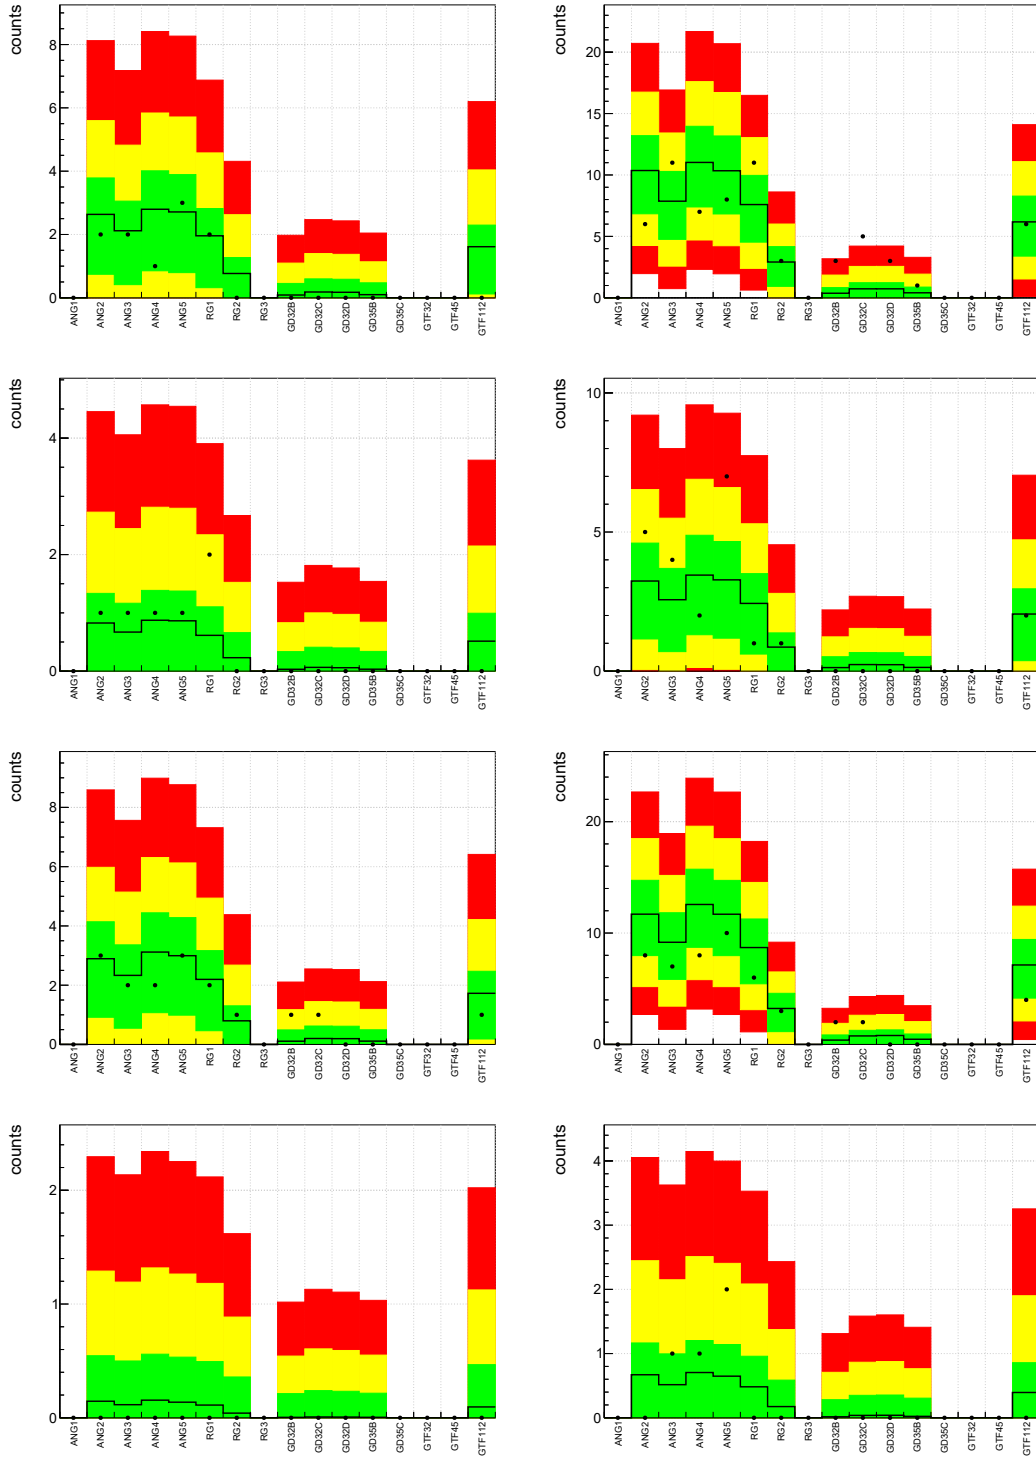 counts
8
6
4
2
0
ANG1 ANG2 ANG3 ANG4 ANG5 RG1 RG2 RG3 GD32B GD32C GD32D GD35B GD35C GTF32 GTF45 GTF112
counts
20
15
10
5
0
ANG1 ANG2 ANG3 ANG4 ANG5 RG1 RG2 RG3 GD32B GD32C GD32D GD35B GD35C GTF32 GTF45 GTF112
counts
4
2
0
ANG1 ANG2 ANG3 ANG4 ANG5 RG1 RG2 RG3 GD32B GD32C GD32D GD35B GD35C GTF32 GTF45 GTF112
counts
10
5
0
ANG1 ANG2 ANG3 ANG4 ANG5 RG1 RG2 RG3 GD32B GD32C GD32D GD35B GD35C GTF32 GTF45 GTF112
counts
8
6
4
2
0
ANG1 ANG2 ANG3 ANG4 ANG5 RG1 RG2 RG3 GD32B GD32C GD32D GD35B GD35C GTF32 GTF45 GTF112
counts
20
10
0
ANG1 ANG2 ANG3 ANG4 ANG5 RG1 RG2 RG3 GD32B GD32C GD32D GD35B GD35C GTF32 GTF45 GTF112
counts
2
1
0
ANG1 ANG2 ANG3 ANG4 ANG5 RG1 RG2 RG3 GD32B GD32C GD32D GD35B GD35C GTF32 GTF45 GTF112
counts
4
3
2
1
0
ANG1 ANG2 ANG3 ANG4 ANG5 RG1 RG2 RG3 GD32B GD32C GD32D GD35B GD35C GTF32 GTF45 GTF112